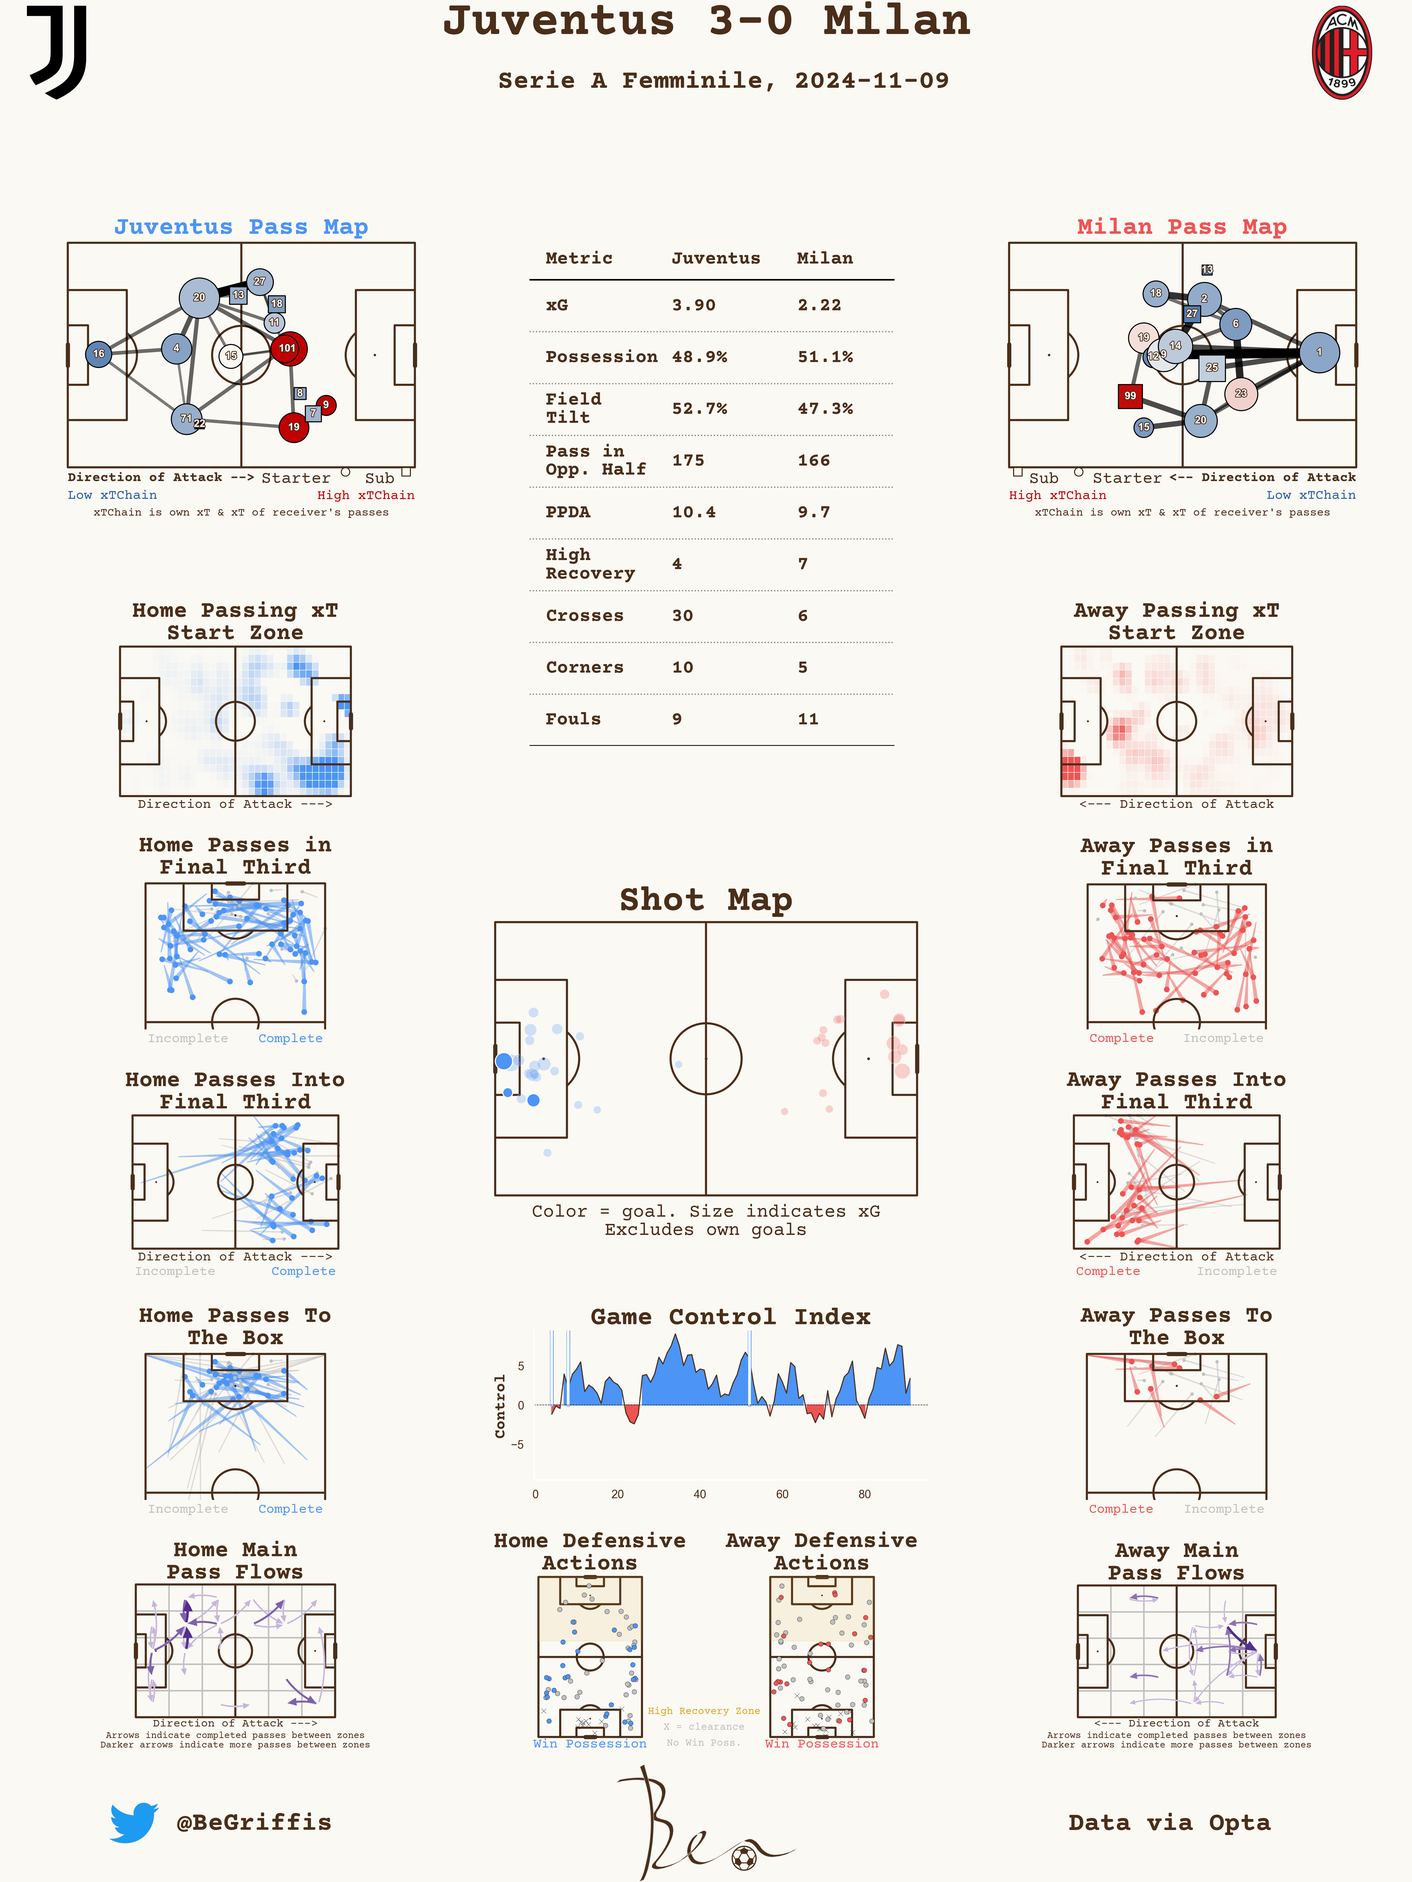 Juventus 3-0 Milan
Serie A Femminile, 2024-11-09
ACM
1899
Juventus Pass Map
20
27
13
18
11
16
4
15
101
8
9
7
71
22
19
Direction of Attack --> Starter Sub
Low xTChain High xTChain
xTChain is own xT & xT of receiver's passes
Metric Juventus Milan
xG 3.90 2.22
Possession 48.9% 51.1%
Field
Tilt 52.7% 47.3%
Pass in
Opp. Half 175 166
PPDA 10.4 9.7
High
Recovery 4 7
Crosses 30 6
Corners 10 5
Fouls 9 11
Milan Pass Map
13
18
2
27
6
19
14
12
9
1
25
99
23
20
15
Sub Starter <-- Direction of Attack
High xTChain Low xTChain
xTChain is own xT & xT of receiver's passes
Home Passing xT
Start Zone
Direction of Attack --->
Away Passing xT
Start Zone
<--- Direction of Attack
Home Passes in
Final Third
Incomplete Complete
Away Passes in
Final Third
Complete Incomplete
Shot Map
Color = goal. Size indicates xG
Excludes own goals
Home Passes Into
Final Third
Direction of Attack --->
Incomplete Complete
Away Passes Into
Final Third
<--- Direction of Attack
Complete Incomplete
Game Control Index
Control
5
0
−5
0 20 40 60 80
Home Passes To
The Box
Incomplete Complete
Away Passes To
The Box
Complete Incomplete
Home Main
Pass Flows
Direction of Attack --->
Arrows indicate completed passes between zones
Darker arrows indicate more passes between zones
Home Defensive
Actions
Win Possession
Away Defensive
Actions
Win Possession
High Recovery Zone
X = clearance
No Win Poss.
Away Main
Pass Flows
<--- Direction of Attack
Arrows indicate completed passes between zones
Darker arrows indicate more passes between zones
@BeGriffis
Ben
Data via Opta